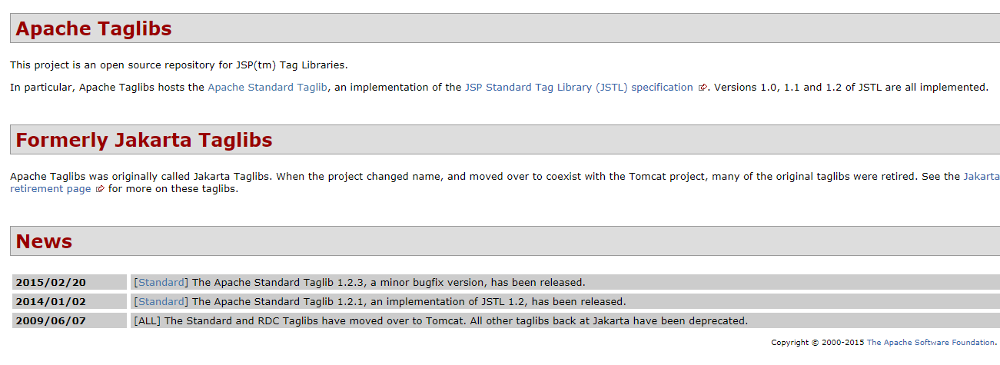 Apache Taglibs
This project is an open source repository for JSP(tm) Tag Libraries.
In particular, Apache Taglibs hosts the Apache Standard Taglib, an implementation of the JSP Standard Tag Library (JSTL) specification. Versions 1.0, 1.1 and 1.2 of JSTL are all implemented.
Formerly Jakarta Taglibs
Apache Taglibs was originally called Jakarta Taglibs. When the project changed name, and moved over to coexist with the Tomcat project, many of the original taglibs were retired. See the Jakarta
retirement page for more on these taglibs.
News
2015/02/20 [Standard] The Apache Standard Taglib 1.2.3, a minor bugfix version, has been released.
2014/01/02 [Standard] The Apache Standard Taglib 1.2.1, an implementation of JSTL 1.2, has been released.
2009/06/07 [ALL] The Standard and RDC Taglibs have moved over to Tomcat. All other taglibs back at Jakarta have been deprecated.
Copyright © 2000-2015 The Apache Software Foundation.